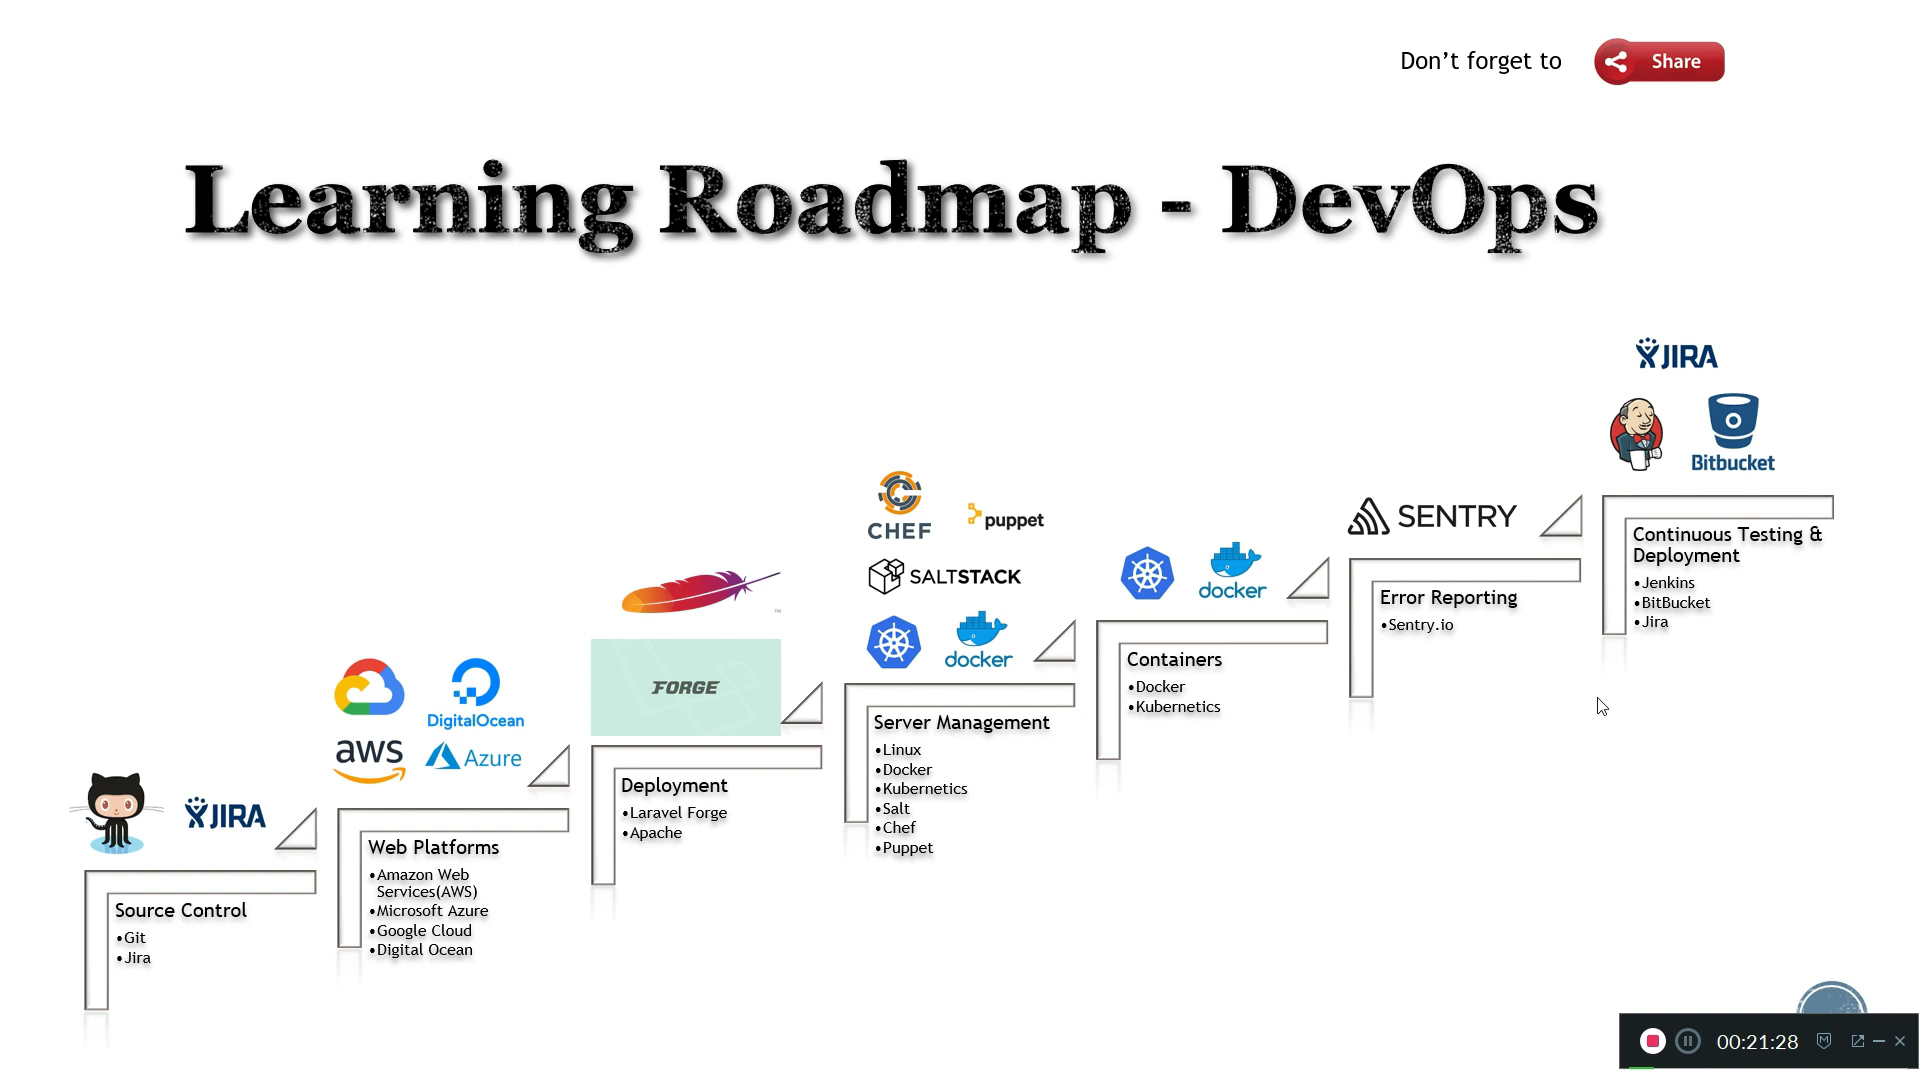 Don't forget to
Share
Learning Roadmap - DevOps
JIRA
Bitbucket
CHEF
puppet
SALTSTACK
docker
docker
SENTRY
FORGE
TM
DigitalOcean
aws
Azure
JIRA
Source Control
•Git
•Jira
Web Platforms
•Amazon Web
Services(AWS)
•Microsoft Azure
•Google Cloud
•Digital Ocean
Deployment
•Laravel Forge
•Apache
Server Management
•Linux
•Docker
•Kubernetics
•Salt
•Chef
•Puppet
Containers
•Docker
•Kubernetics
Error Reporting
•Sentry.io
Continuous Testing &
Deployment
•Jenkins
•BitBucket
•Jira
00:21:28